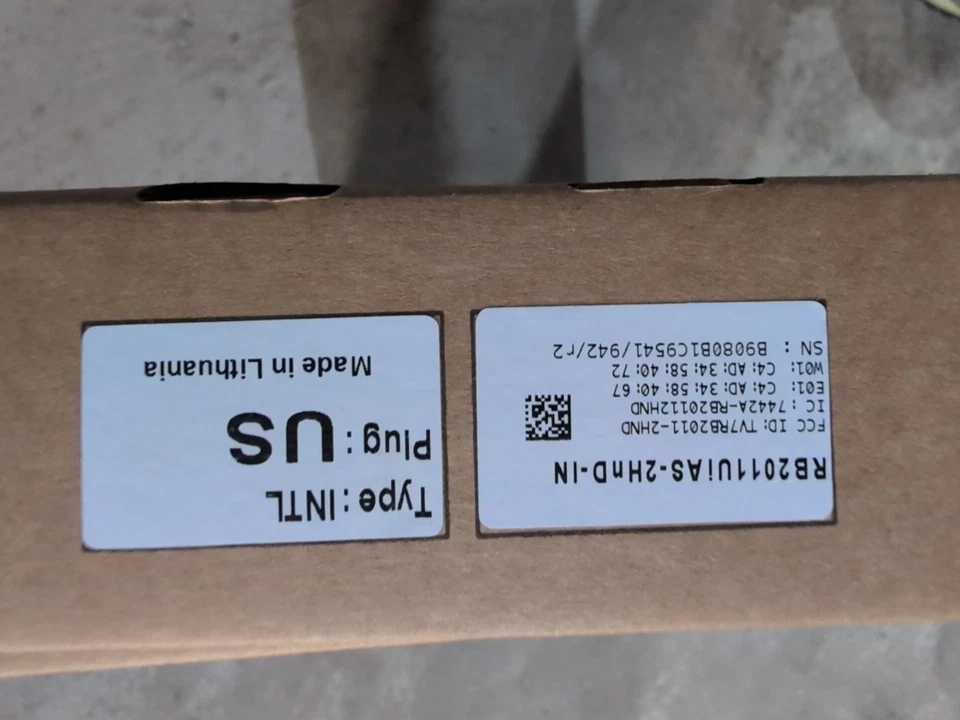 RB2011UiAS-2HnD-IN
FCC ID: TV7RB2011-2HND
IC : 7442A-RB20112HND
E01: C4:AD:34:58:40:67
W01: C4:AD:34:58:40:72
SN : B9080B1C9541/942/r2
Type: INTL
Plug: US
Made in Lithuania